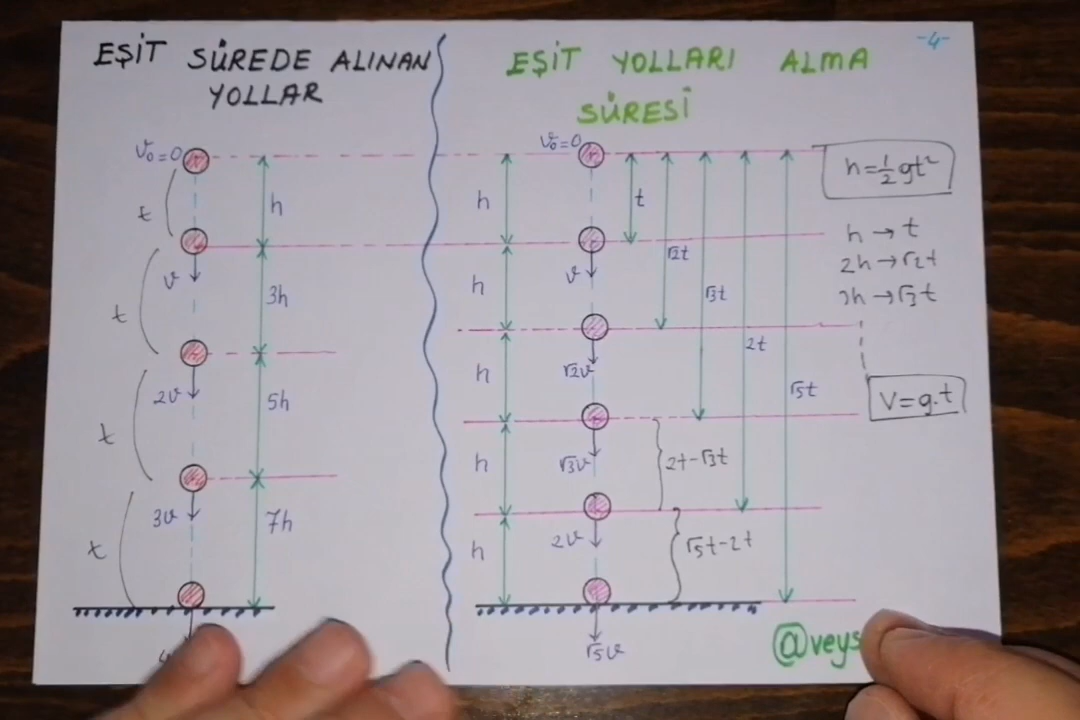 -4-
EŞİT SÜREDE ALINAN
YOLLAR
V₀=0
t
h
V
t
3h
2V
t
5h
3V
t
7h
EŞİT YOLLARI ALMA
SÜRESİ
V₀=0
h
t
V
h
√2t
√2V
h
√3t
√3V
h
2t
2t-√3t
2V
h
√5t
√5t-2t
√5V
h=½gt²
h→t
2h→√2t
3h→√3t
V=g.t
@veys